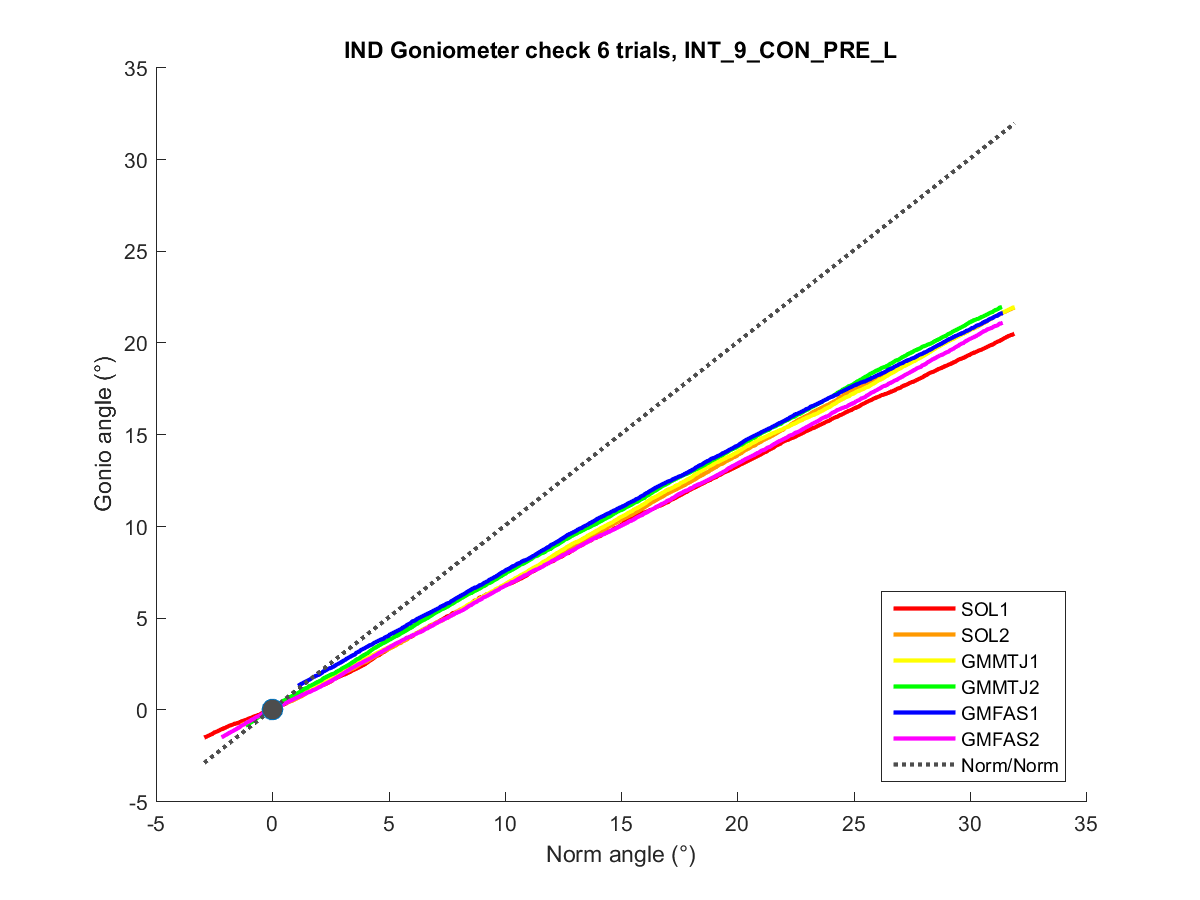 IND Goniometer check 6 trials, INT_9_CON_PRE_L
35
30
25
20
15
10
5
0
-5
Gonio angle (°)
-5 0 5 10 15 20 25 30 35
Norm angle (°)
SOL1
SOL2
GMMTJ1
GMMTJ2
GMFAS1
GMFAS2
Norm/Norm